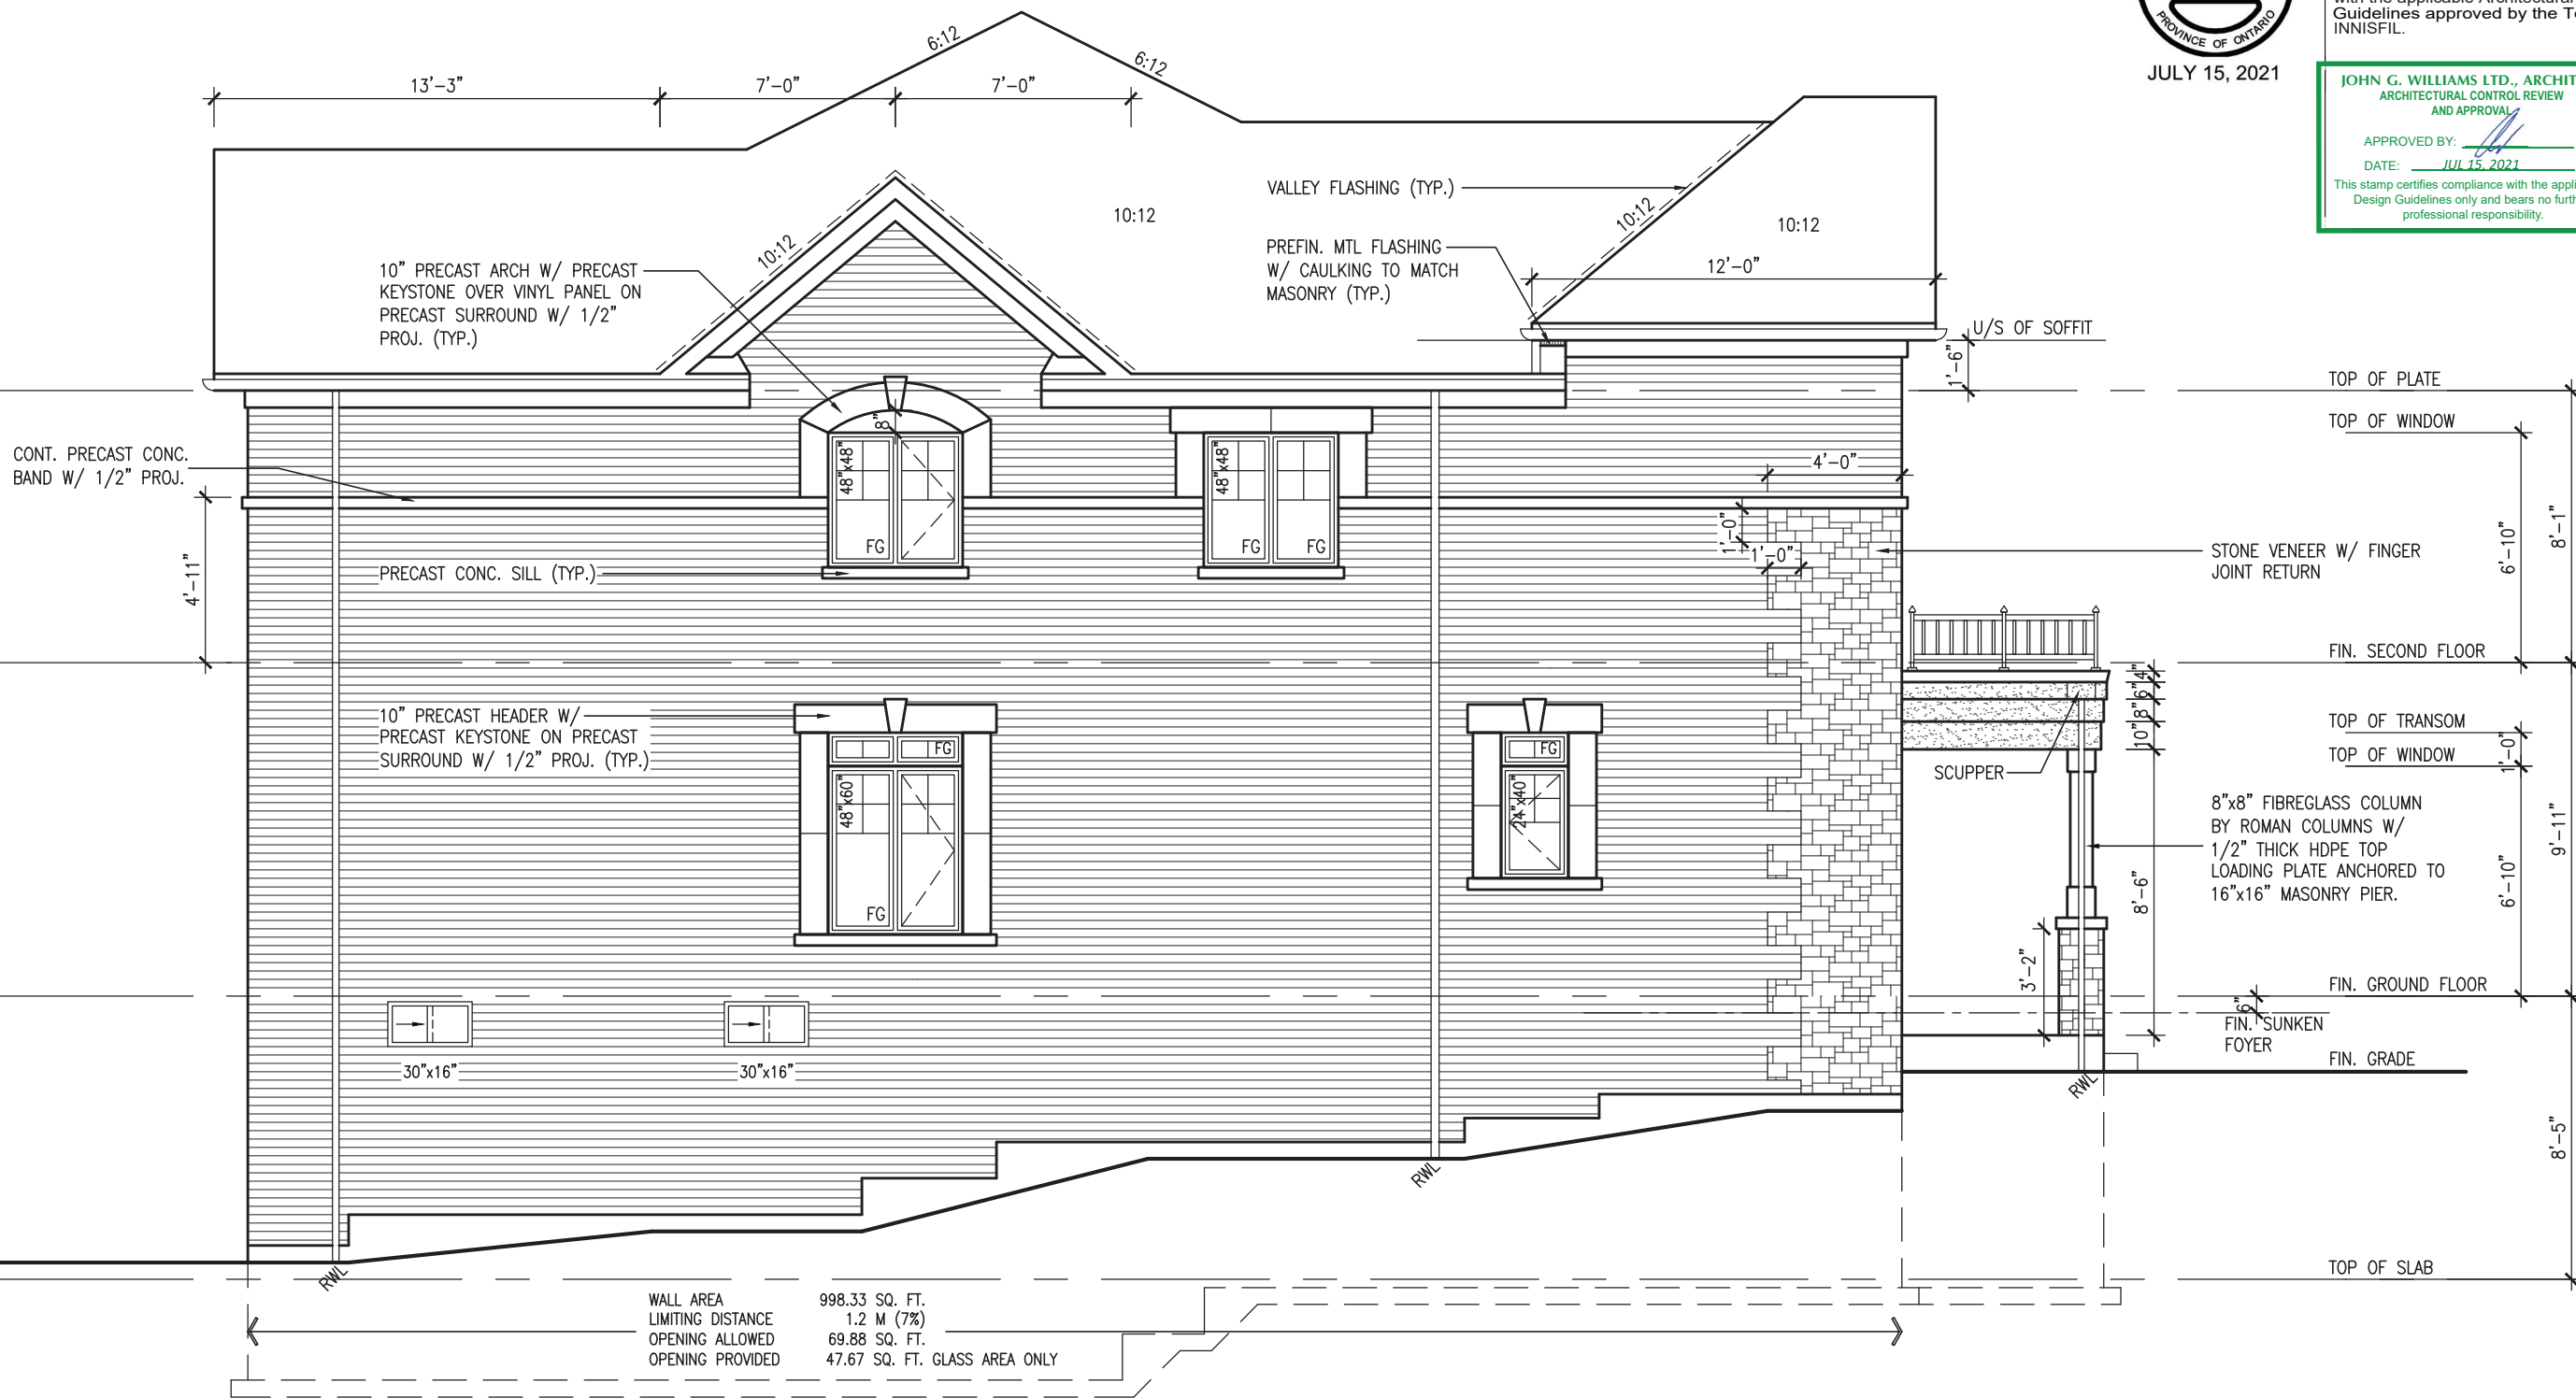 PROVINCE OF ONTARIO
JULY 15, 2021
Guidelines approved by the
INNISFIL.
JOHN G. WILLIAMS LTD.,
ARCHITECTURAL CONTROL REVIEW
AND APPROVAL
APPROVED BY:
DATE: JUL 15, 2021
This stamp certifies compliance with the
Design Guidelines only and bears no
professional responsibility.
6:12
6:12
13'-3"
7'-0"
7'-0"
10:12
10:12
10:12
10:12
12'-0"
VALLEY FLASHING (TYP.)
PREFIN. MTL FLASHING
W/ CAULKING TO MATCH
MASONRY (TYP.)
10" PRECAST ARCH W/ PRECAST
KEYSTONE OVER VINYL PANEL ON
PRECAST SURROUND W/ 1/2"
PROJ. (TYP.)
U/S OF SOFFIT
1'-6"
TOP OF PLATE
TOP OF WINDOW
CONT. PRECAST CONC.
BAND W/ 1/2" PROJ.
8"
48"x48"
48"x48"
FG
FG
FG
4'-0"
1'-0"
1'-0"
4'-11"
PRECAST CONC. SILL (TYP.)
STONE VENEER W/ FINGER
JOINT RETURN
6'-10"
8'-1"
FIN. SECOND FLOOR
10" PRECAST HEADER W/
PRECAST KEYSTONE ON PRECAST
SURROUND W/ 1/2" PROJ. (TYP.)
FG
48"x60"
FG
FG
24"x40"
4"
6"
8"
10"
SCUPPER
TOP OF TRANSOM
TOP OF WINDOW
1'-0"
8"x8" FIBREGLASS COLUMN
BY ROMAN COLUMNS W/
1/2" THICK HDPE TOP
LOADING PLATE ANCHORED TO
16"x16" MASONRY PIER.
8'-6"
3'-2"
6'-10"
9'-11"
FIN. GROUND FLOOR
6"
FIN. SUNKEN
FOYER
FIN. GRADE
30"x16"
30"x16"
RWL
RWL
RWL
8'-5"
TOP OF SLAB
WALL AREA 998.33 SQ. FT.
LIMITING DISTANCE 1.2 M (7%)
OPENING ALLOWED 69.88 SQ. FT.
OPENING PROVIDED 47.67 SQ. FT. GLASS AREA ONLY